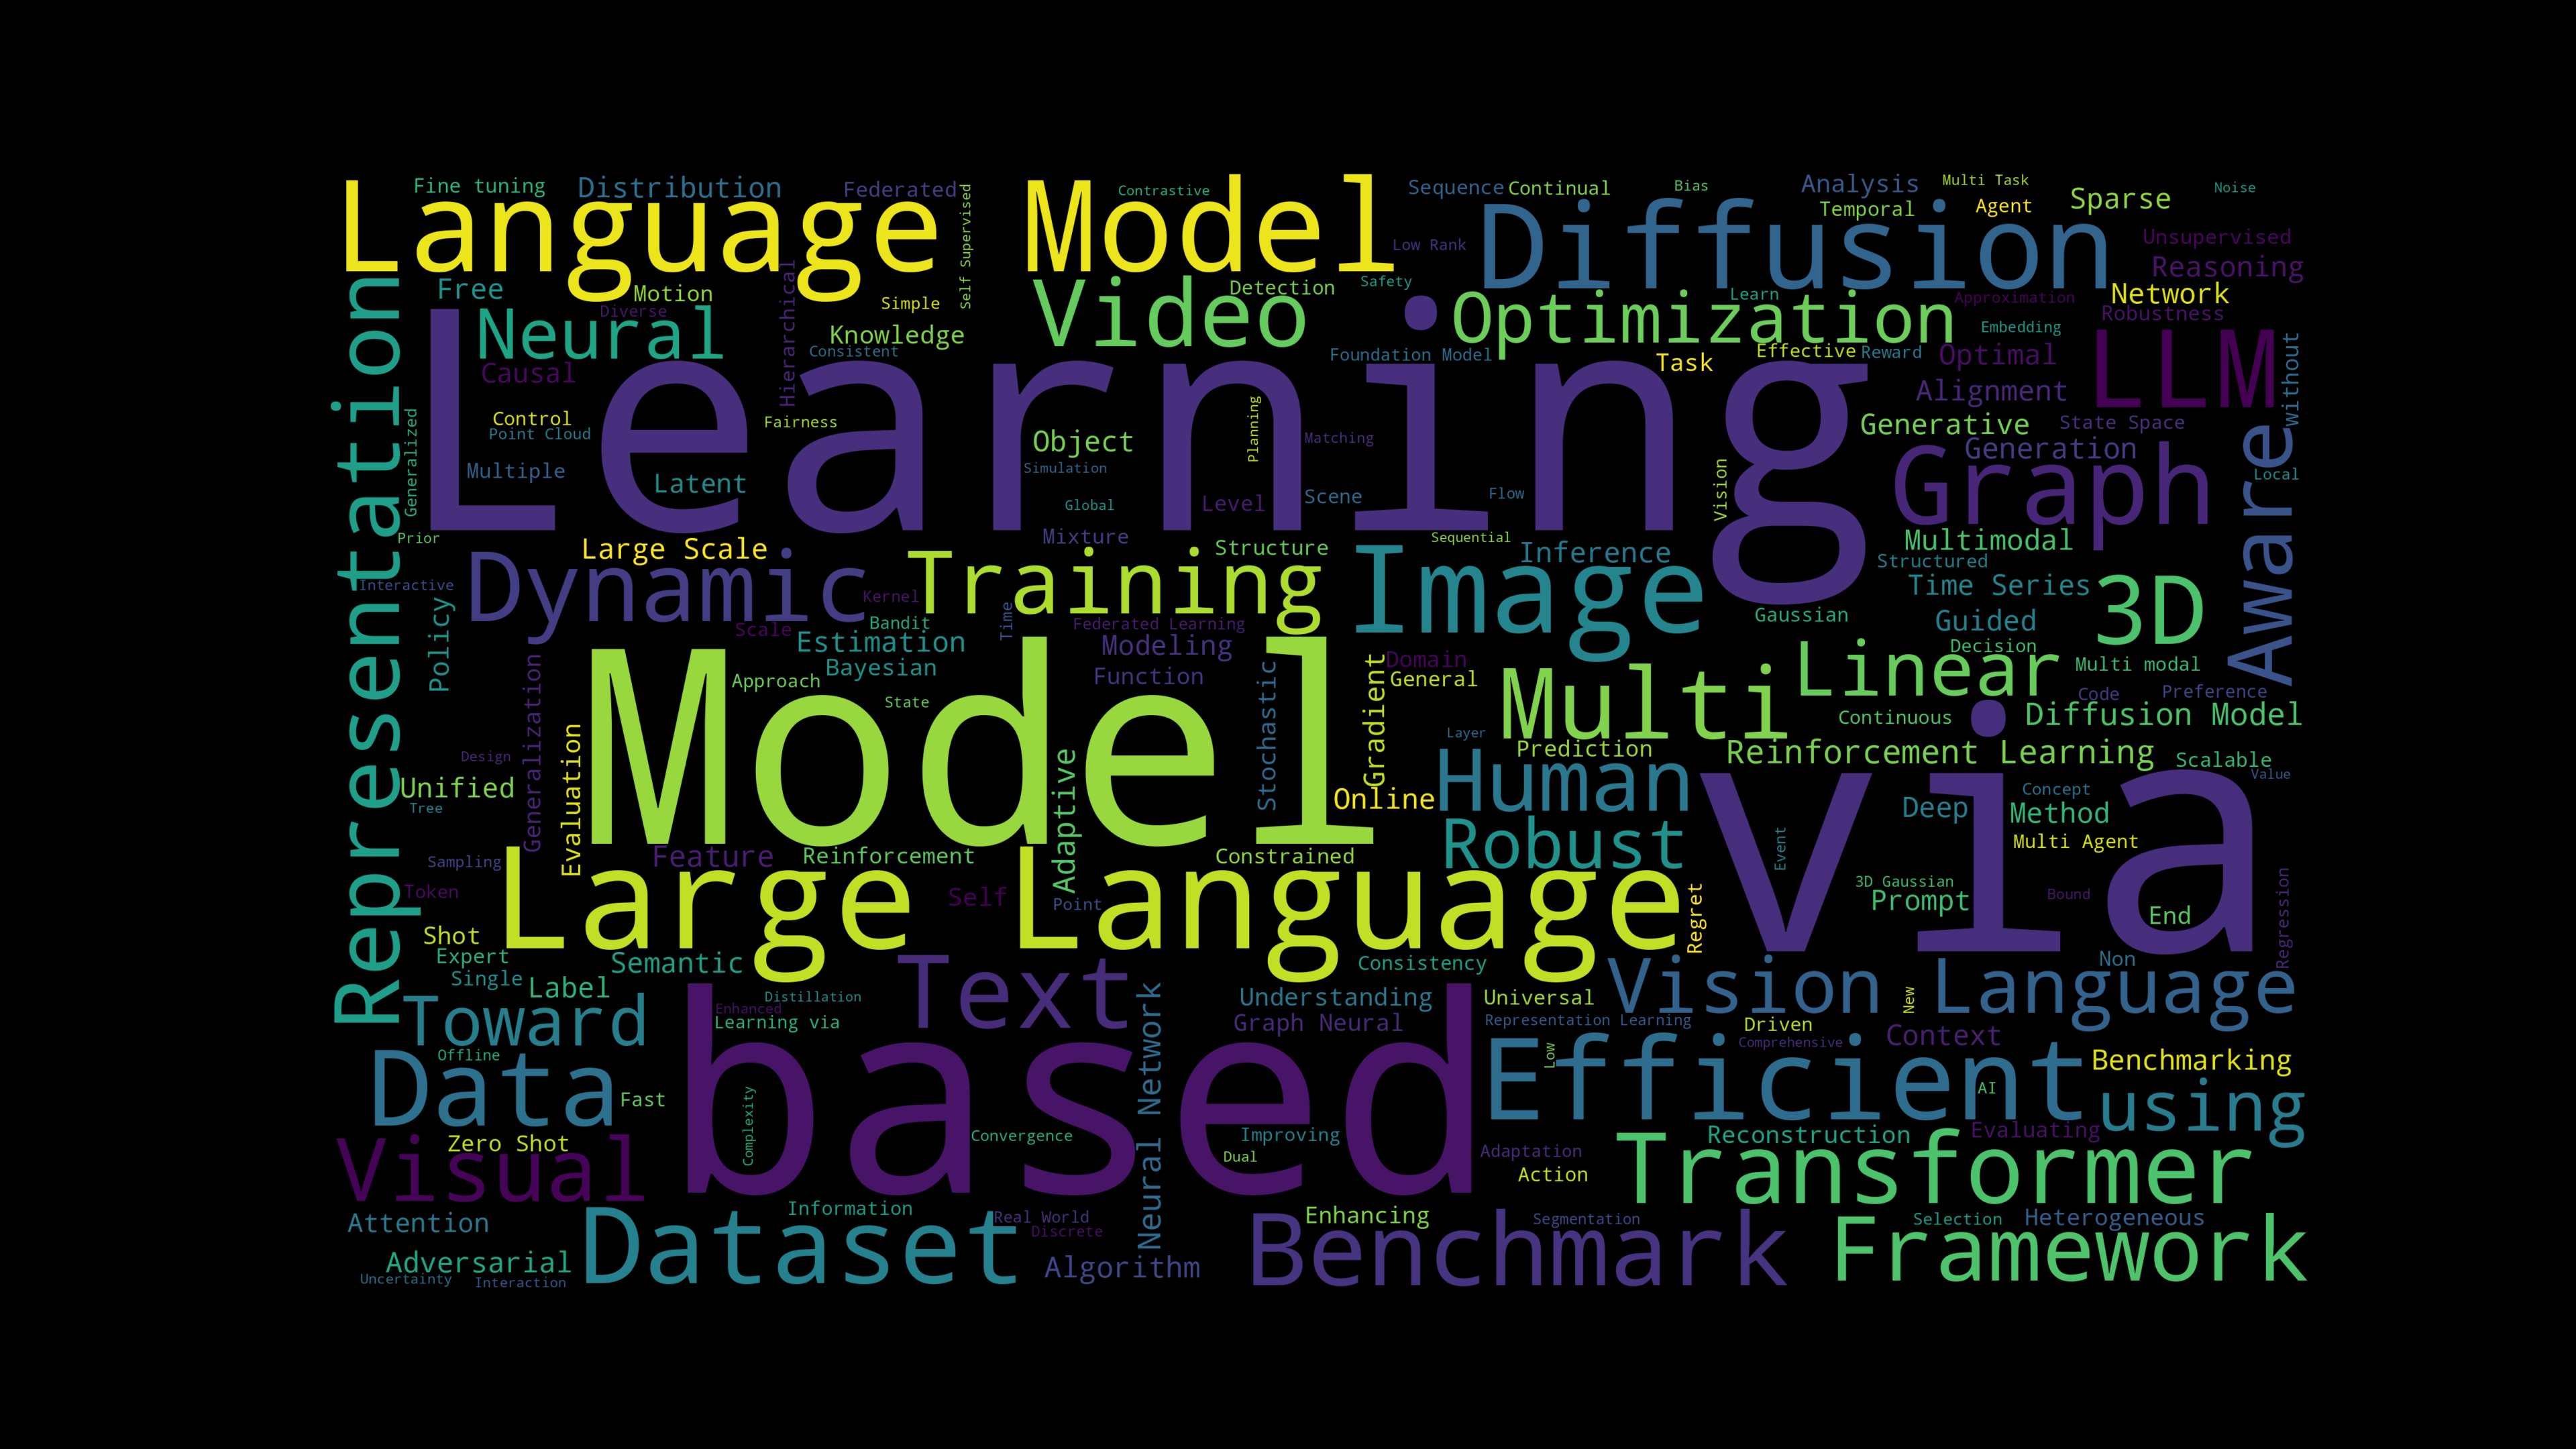 Fine tuning
Distribution
Federated
Self Supervised
Language Model
Contrastive
Sequence
Continual
Bias
Analysis
Multi Task
Noise
Temporal
Agent
Sparse
Diffusion
Low Rank
Unsupervised
Reasoning
Free
Motion
Simple
Hierarchical
Diverse
Neural
Knowledge
Consistent
Video
Detection
Safety
Optimization
Learn
Approximation
Network
Robustness
Embedding
Foundation Model
Task
Effective
Reward
Optimal
LLM
without
Representation
Causal
Learning
Alignment
Control
Point Cloud
Fairness
Generalized
Multiple
Latent
Object
Planning
Matching
Simulation
Global
Level
Scene
Flow
Vision
Generative
State Space
Generation
Graph
Aware
Local
Prior
Large Scale
Mixture
Structure
Sequential
Inference
Multimodal
Structured
Interactive
Dynamic
Kernel
Training
Image
Time Series
3D
Policy
Scale
Bandit
Time
Federated Learning
Gaussian
Guided
Estimation
Modeling
Bayesian
Function
Domain
General
Decision
Linear
Multi modal
Generalization
Approach
State
Model
Stochastic
Gradient
Multi
Code
Preference
Continuous
Diffusion Model
Design
Evaluation
Layer
Prediction
Reinforcement Learning
Scalable
Value
Unified
Tree
Adaptive
Online
Human
via
Deep
Concept
Method
Multi Agent
Event
Robust
Sampling
Token
Feature
Reinforcement
Constrained
Large Language
Self
Point
Regret
3D Gaussian
Prompt
Bound
End
Regression
Shot
Expert
Single
Label
Semantic
Text
Consistency
Vision Language
Non
Toward
Distillation
Enhanced
Learning via
Neural Network
Understanding
Graph Neural
Universal
Representation Learning
New
Driven
Comprehensive
Context
Offline
Data
Fast
based
Complexity
Low
Efficient
AI
Benchmarking
using
Zero Shot
Visual
Convergence
Improving
Dual
Adaptation
Action
Reconstruction
Evaluating
Transformer
Attention
Information
Real World
Discrete
Dataset
Enhancing
Segmentation
Selection
Heterogeneous
Benchmark
Framework
Adversarial
Uncertainty
Interaction
Algorithm